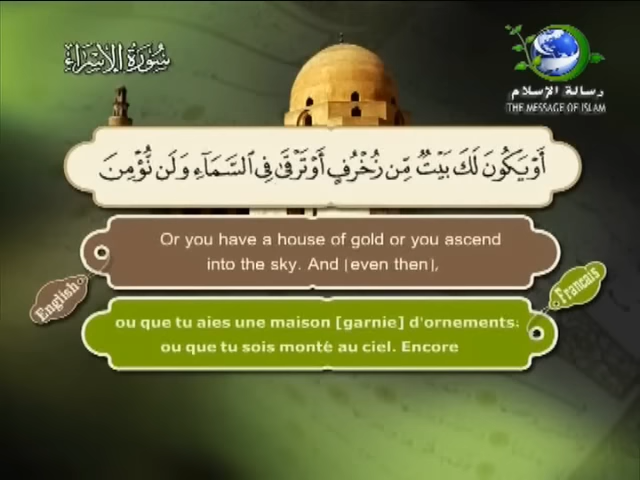 سورة الإسراء
رسالة الإسلام
THE MESSAGE OF ISLAM
أَوْ يَكُونَ لَكَ بَيْتٌ مِّن زُخْرُفٍ أَوْ تَرْقَىٰ فِي السَّمَاءِ وَلَن نُّؤْمِنَ
Or you have a house of gold or you ascend
into the sky. And [even then],
English
Francais
ou que tu aies une maison [garnie] d'ornements;
ou que tu sois monté au ciel. Encore